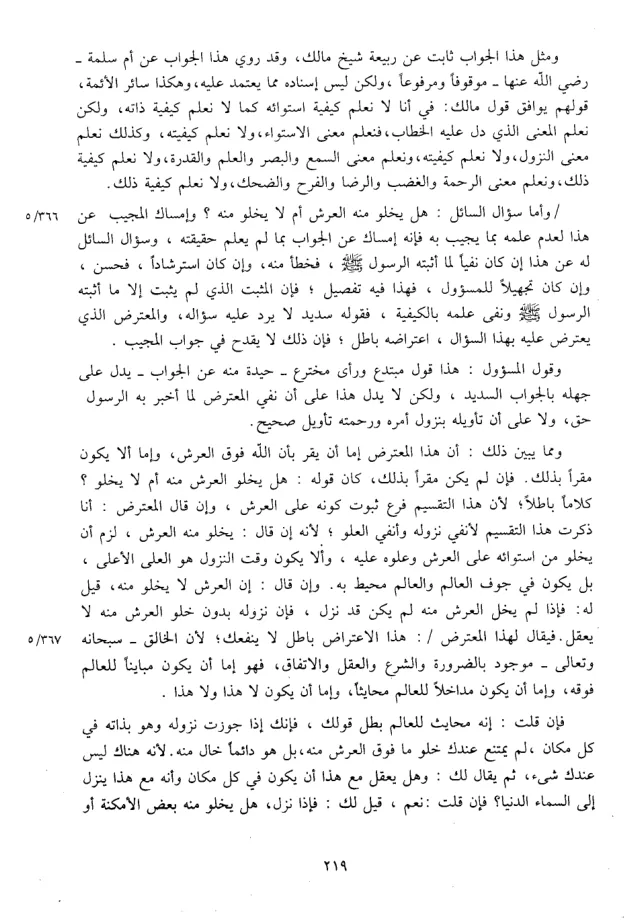 ومثل هذا الجواب ثابت عن ربيعة شيخ مالك، وقد روي هذا الجواب عن أم سلمة ـ
رضي الله عنها ـ موقوفاً ومرفوعاً ،ولكن ليس إسناده مما يعتمد عليه،وهكذا سائر الأئمة،
قولهم يوافق قول مالك: في أنا لا نعلم كيفية استوائه كما لا نعلم كيفية ذاته، ولكن
نعلم المعنى الذي دل عليه الخطاب،فنعلم معنى الاستواء،ولا نعلم كيفيته، وكذلك نعلم
معنى النزول،ولا نعلم كيفيته،ونعلم معنى السمع والبصر والعلم والقدرة،ولا نعلم كيفية
ذلك،ونعلم معنى الرحمة والغضب والرضا والفرح والضحك،ولا نعلم كيفية ذلك.
/وأما سؤال السائل : هل يخلو منه العرش أم لا يخلو منه ؟ وإمساك المجيب عن ٥/٣٦٦
هذا لعدم علمه بما يجيب به فإنه إمساك عن الجواب بما لم يعلم حقيقته ، وسؤال السائل
له عن هذا إن كان نفياً لما أثبته الرسول ﷺ ، فخطأ منه، وإن كان استرشاداً ، فحسن ،
وإن كان تجهيلاً للمسؤول ، فهذا فيه تفصيل ؛ فإن المثبت الذي لم يثبت إلا ما أثبته
الرسول ﷺ ونفى علمه بالكيفية ، فقوله سديد لا يرد عليه سؤاله، والمعترض الذي
يعترض عليه بهذا السؤال ، اعتراضه باطل ؛ فإن ذلك لا يقدح في جواب المجيب .
وقول المسؤول : هذا قول مبتدع ورأى مخترع ـ حيدة منه عن الجواب ـ يدل على
جهله بالجواب السديد ، ولكن لا يدل هذا على أن نفي المعترض لما أخبر به الرسول
حق، ولا على أن تأويله بنزول أمره ورحمته تأويل صحيح.
ومما يبين ذلك : أن هذا المعترض إما أن يقر بأن الله فوق العرش، وإما ألا يكون
مقراً بذلك. فإن لم يكن مقراً بذلك، كان قوله : هل يخلو العرش منه أم لا يخلو ؟
كلاماً باطلاً؛ لأن هذا التقسيم فرع ثبوت كونه على العرش ، وإن قال المعترض : أنا
ذكرت هذا التقسيم لأنفي نزوله وأنفي العلو ؛ لأنه إن قال : يخلو منه العرش ، لزم أن
يخلو من استوائه على العرش وعلوه عليه ، وألا يكون وقت النزول هو العلى الأعلى ،
بل يكون في جوف العالم والعالم محيط به. وإن قال : إن العرش لا يخلو منه، قيل
له: فإذا لم يخل العرش منه لم يكن قد نزل ، فإن نزوله بدون خلو العرش منه لا
يعقل.فيقال لهذا المعترض /: هذا الاعتراض باطل لا ينفعك؛ لأن الخالق ـ سبحانه ٥/٣٦٧
وتعالى ـ موجود بالضرورة والشرع والعقل والاتفاق، فهو إما أن يكون مبايناً للعالم
فوقه، وإما أن يكون مداخلاً للعالم محايثاً، وإما أن يكون لا هذا ولا هذا .
فإن قلت : إنه محايث للعالم بطل قولك ، فإنك إذا جوزت نزوله وهو بذاته في
كل مكان ،لم يمتنع عندك خلو ما فوق العرش منه،بل هو دائماً خال منه.لأنه هناك ليس
عندك شىء، ثم يقال لك : وهل يعقل مع هذا أن يكون في كل مكان وأنه مع هذا ينزل
إلى السماء الدنيا؟ فإن قلت :نعم ، قيل لك : فإذا نزل، هل يخلو منه بعض الأمكنة أو
٢١٩